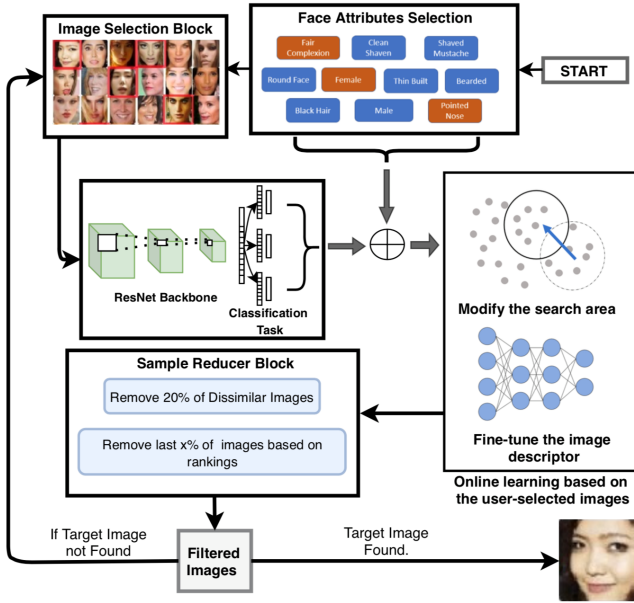 Image Selection Block
Face Attributes Selection
Fair
Complexion
Clean
Shaven
Shaved
Mustache
Round Face
Female
Thin Built
Bearded
Black Hair
Male
Pointed
Nose
START
ResNet Backbone
Classification
Task
Modify the search area
Fine-tune the image
descriptor
Online learning based on
the user-selected images
Sample Reducer Block
Remove 20% of Dissimilar Images
Remove last x% of images based on
rankings
If Target Image
not Found
Filtered
Images
Target Image
Found.